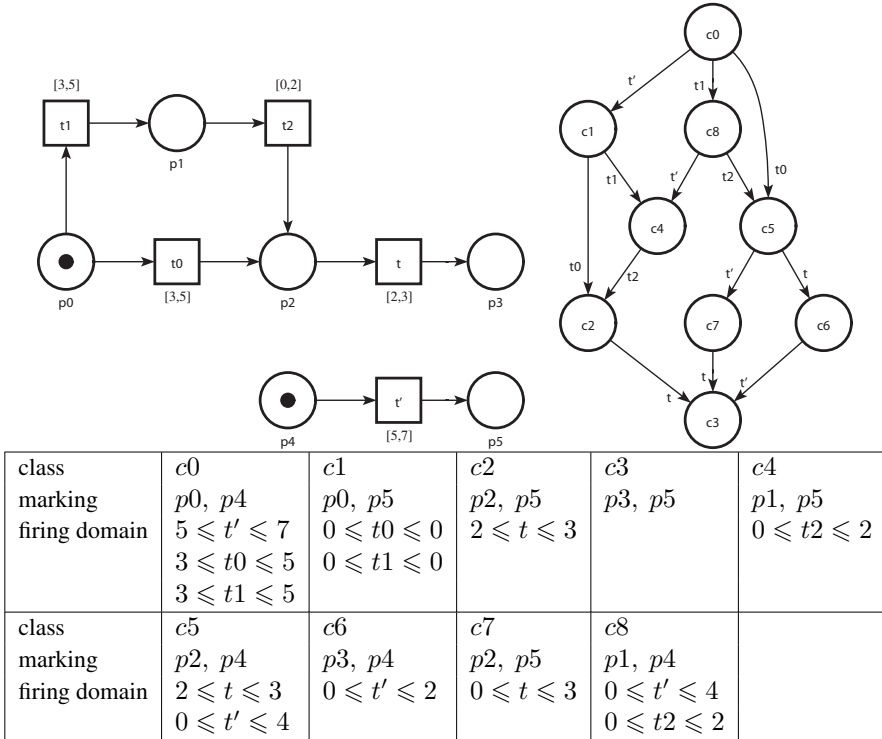 c0
[3,5]
[0,2]
t'
t1
t1
t2
c1
c8
p1
t1
t'
t2
t0
c4
c5
t0
p2
t
p3
p0
[3,5]
[2,3]
t0
t2
t'
t
c2
c7
c6
t'
t
t
t'
p4
[5,7]
p5
c3
class c0 c1 c2 c3 c4
marking p0, p4 p0, p5 p2, p5 p3, p5 p1, p5
firing domain 5 ⩽ t′ ⩽ 7 0 ⩽ t0 ⩽ 0 2 ⩽ t ⩽ 3 0 ⩽ t2 ⩽ 2
3 ⩽ t0 ⩽ 5 0 ⩽ t1 ⩽ 0
3 ⩽ t1 ⩽ 5
class c5 c6 c7 c8
marking p2, p4 p3, p4 p2, p5 p1, p4
firing domain 2 ⩽ t ⩽ 3 0 ⩽ t′ ⩽ 2 0 ⩽ t ⩽ 3 0 ⩽ t′ ⩽ 4
0 ⩽ t′ ⩽ 4 0 ⩽ t2 ⩽ 2